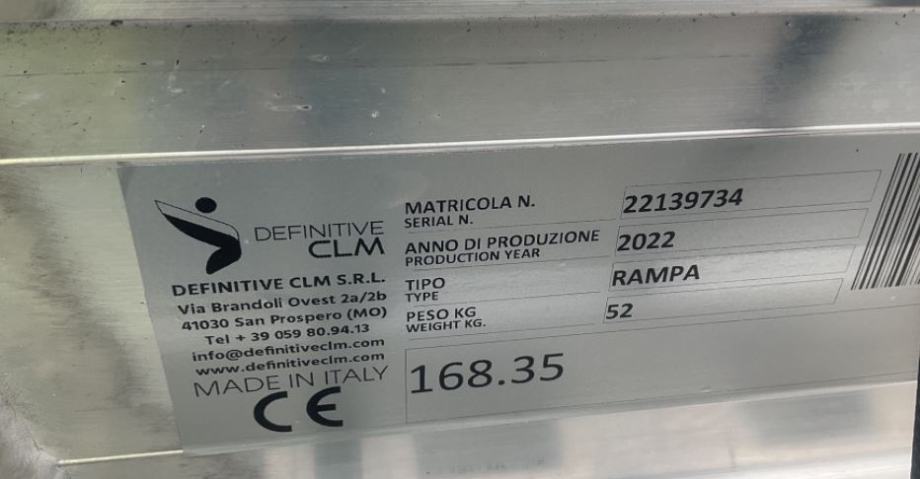 DEFINITIVE
CLM
DEFINITIVE CLM S.R.L.
Via Brandoli Ovest 2a/2b
41030 San Prospero (MO)
Tel + 39 059 80.94.13
info@definitiveclm.com
www.definitiveclm.com
MADE IN ITALY
CE
MATRICOLA N. 22139734
SERIAL N.
ANNO DI PRODUZIONE 2022
PRODUCTION YEAR
TIPO RAMPA
TYPE
PESO KG 52
WEIGHT KG.
168.35